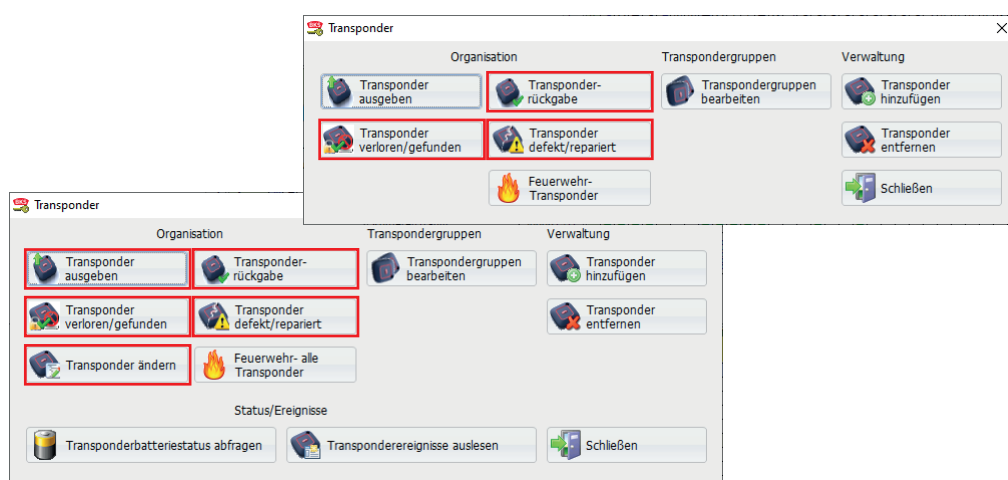 BKS Transponder
Organisation
Transpondergruppen
Verwaltung
Transponder
ausgeben
Transponder-
rückgabe
Transpondergruppen
bearbeiten
Transponder
hinzufügen
Transponder
verloren/gefunden
Transponder
defekt/repariert
Transponder
entfernen
Feuerwehr-
Transponder
Schließen
BKS Transponder
Organisation
Transpondergruppen
Verwaltung
Transponder
ausgeben
Transponder-
rückgabe
Transpondergruppen
bearbeiten
Transponder
hinzufügen
Transponder
verloren/gefunden
Transponder
defekt/repariert
Transponder
entfernen
Transponder ändern
Feuerwehr- alle
Transponder
Status/Ereignisse
Transponderbatteriestatus abfragen
Transponderereignisse auslesen
Schließen